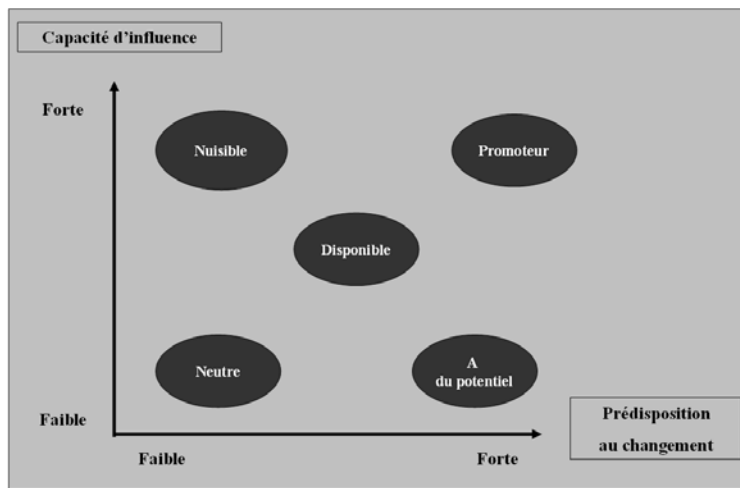 Capacité d'influence
Forte
Nuisible
Promoteur
Disponible
Neutre
A
du potentiel
Faible
Prédisposition
au changement
Faible
Forte